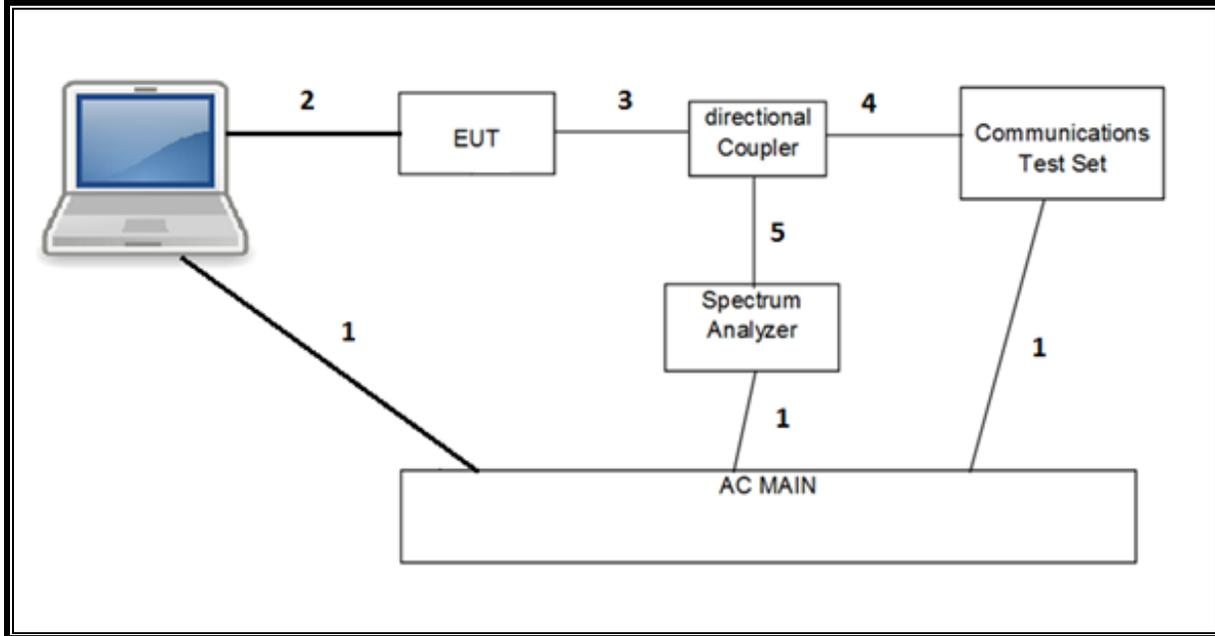 2
3
4
EUT
directional
Coupler
Communications
Test Set
5
Spectrum
Analyzer
1
1
1
AC MAIN